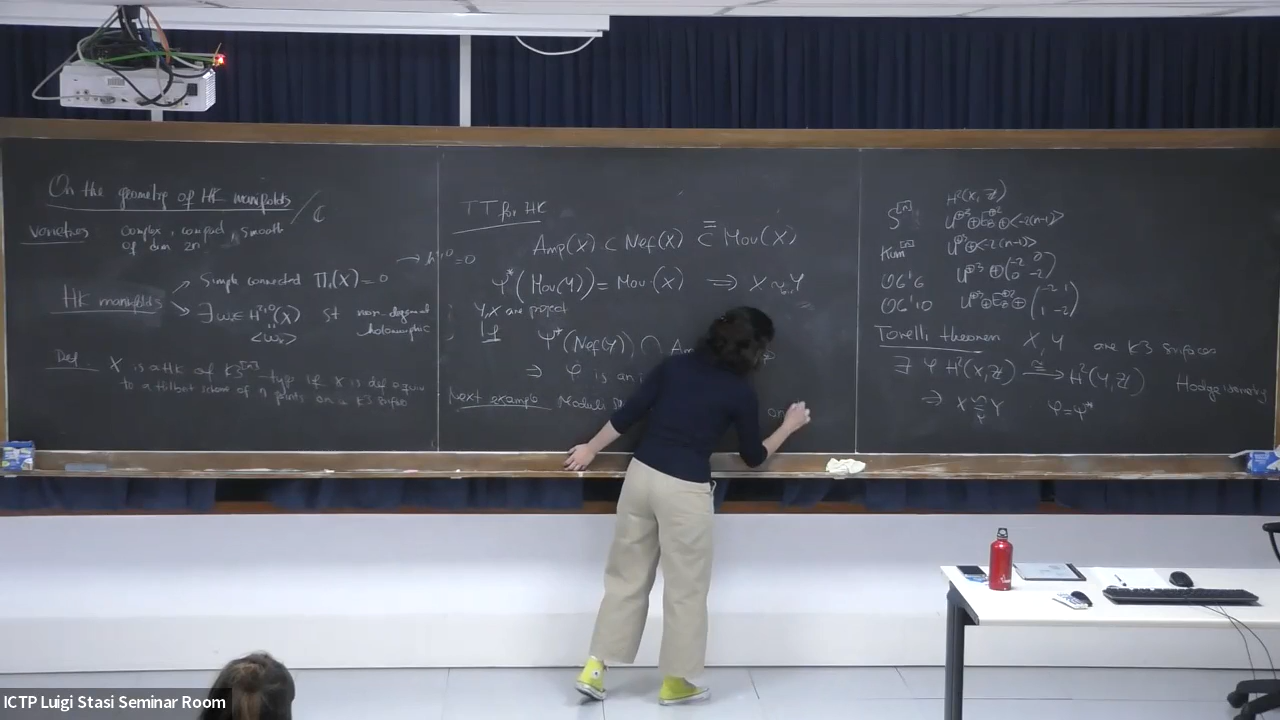 On the geometry of HK manifolds / ℂ
varieties complex, compact, smooth
of dim 2n
HK manifolds
Simple connected Π₁(X)=0 → h¹'⁰=0
∃ω∈H²'⁰(X) st non-degenerate
holomorphic
Def X is a HK of K3^[n]-type if X is def equiv
to a Hilbert scheme of n points on a K3 surface
TT for HK
Amp(X) ⊂ Nef(X) ⊂ Mov(X)
Ψ*(Mov(Y)) = Mov(X) ⇒ X ~ Y
Y, X are project
Ψ*(Nef(Y)) ∩
⇒ φ is an i
Next example Moduli
on
H²(X, ℤ)
S^[n] U^⊕3 ⊕ E8^⊕2 ⊕ <-2(n-1)>
Kum^[n] U^⊕3 ⊕ <-2(n-1)>
OG'6 U^⊕3 ⊕ (-2 0
0 -2)
OG'10 U^⊕3 ⊕ E8^⊕2 ⊕ (-2 1
1 -2)
Torelli theorem X, Y are K3 surfaces
∃ φ H²(X, ℤ) ≅→ H²(Y, ℤ) Hodge isometry
⇒ X ≅ Y φ=Ψ*
ICTP Luigi Stasi Seminar Room